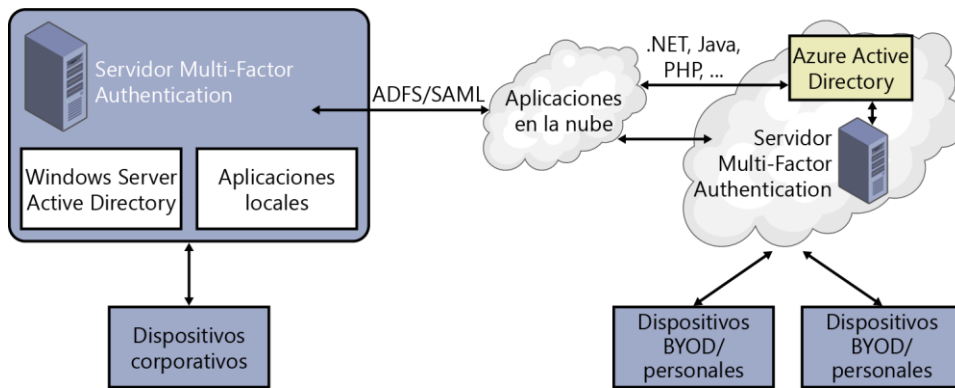 Servidor Multi-Factor
Authentication
Windows Server
Active Directory
Aplicaciones
locales
Dispositivos
corporativos
ADFS/SAML
Aplicaciones
en la nube
.NET, Java,
PHP, ...
Azure Active
Directory
Servidor
Multi-Factor
Authentication
Dispositivos
BYOD/
personales
Dispositivos
BYOD/
personales